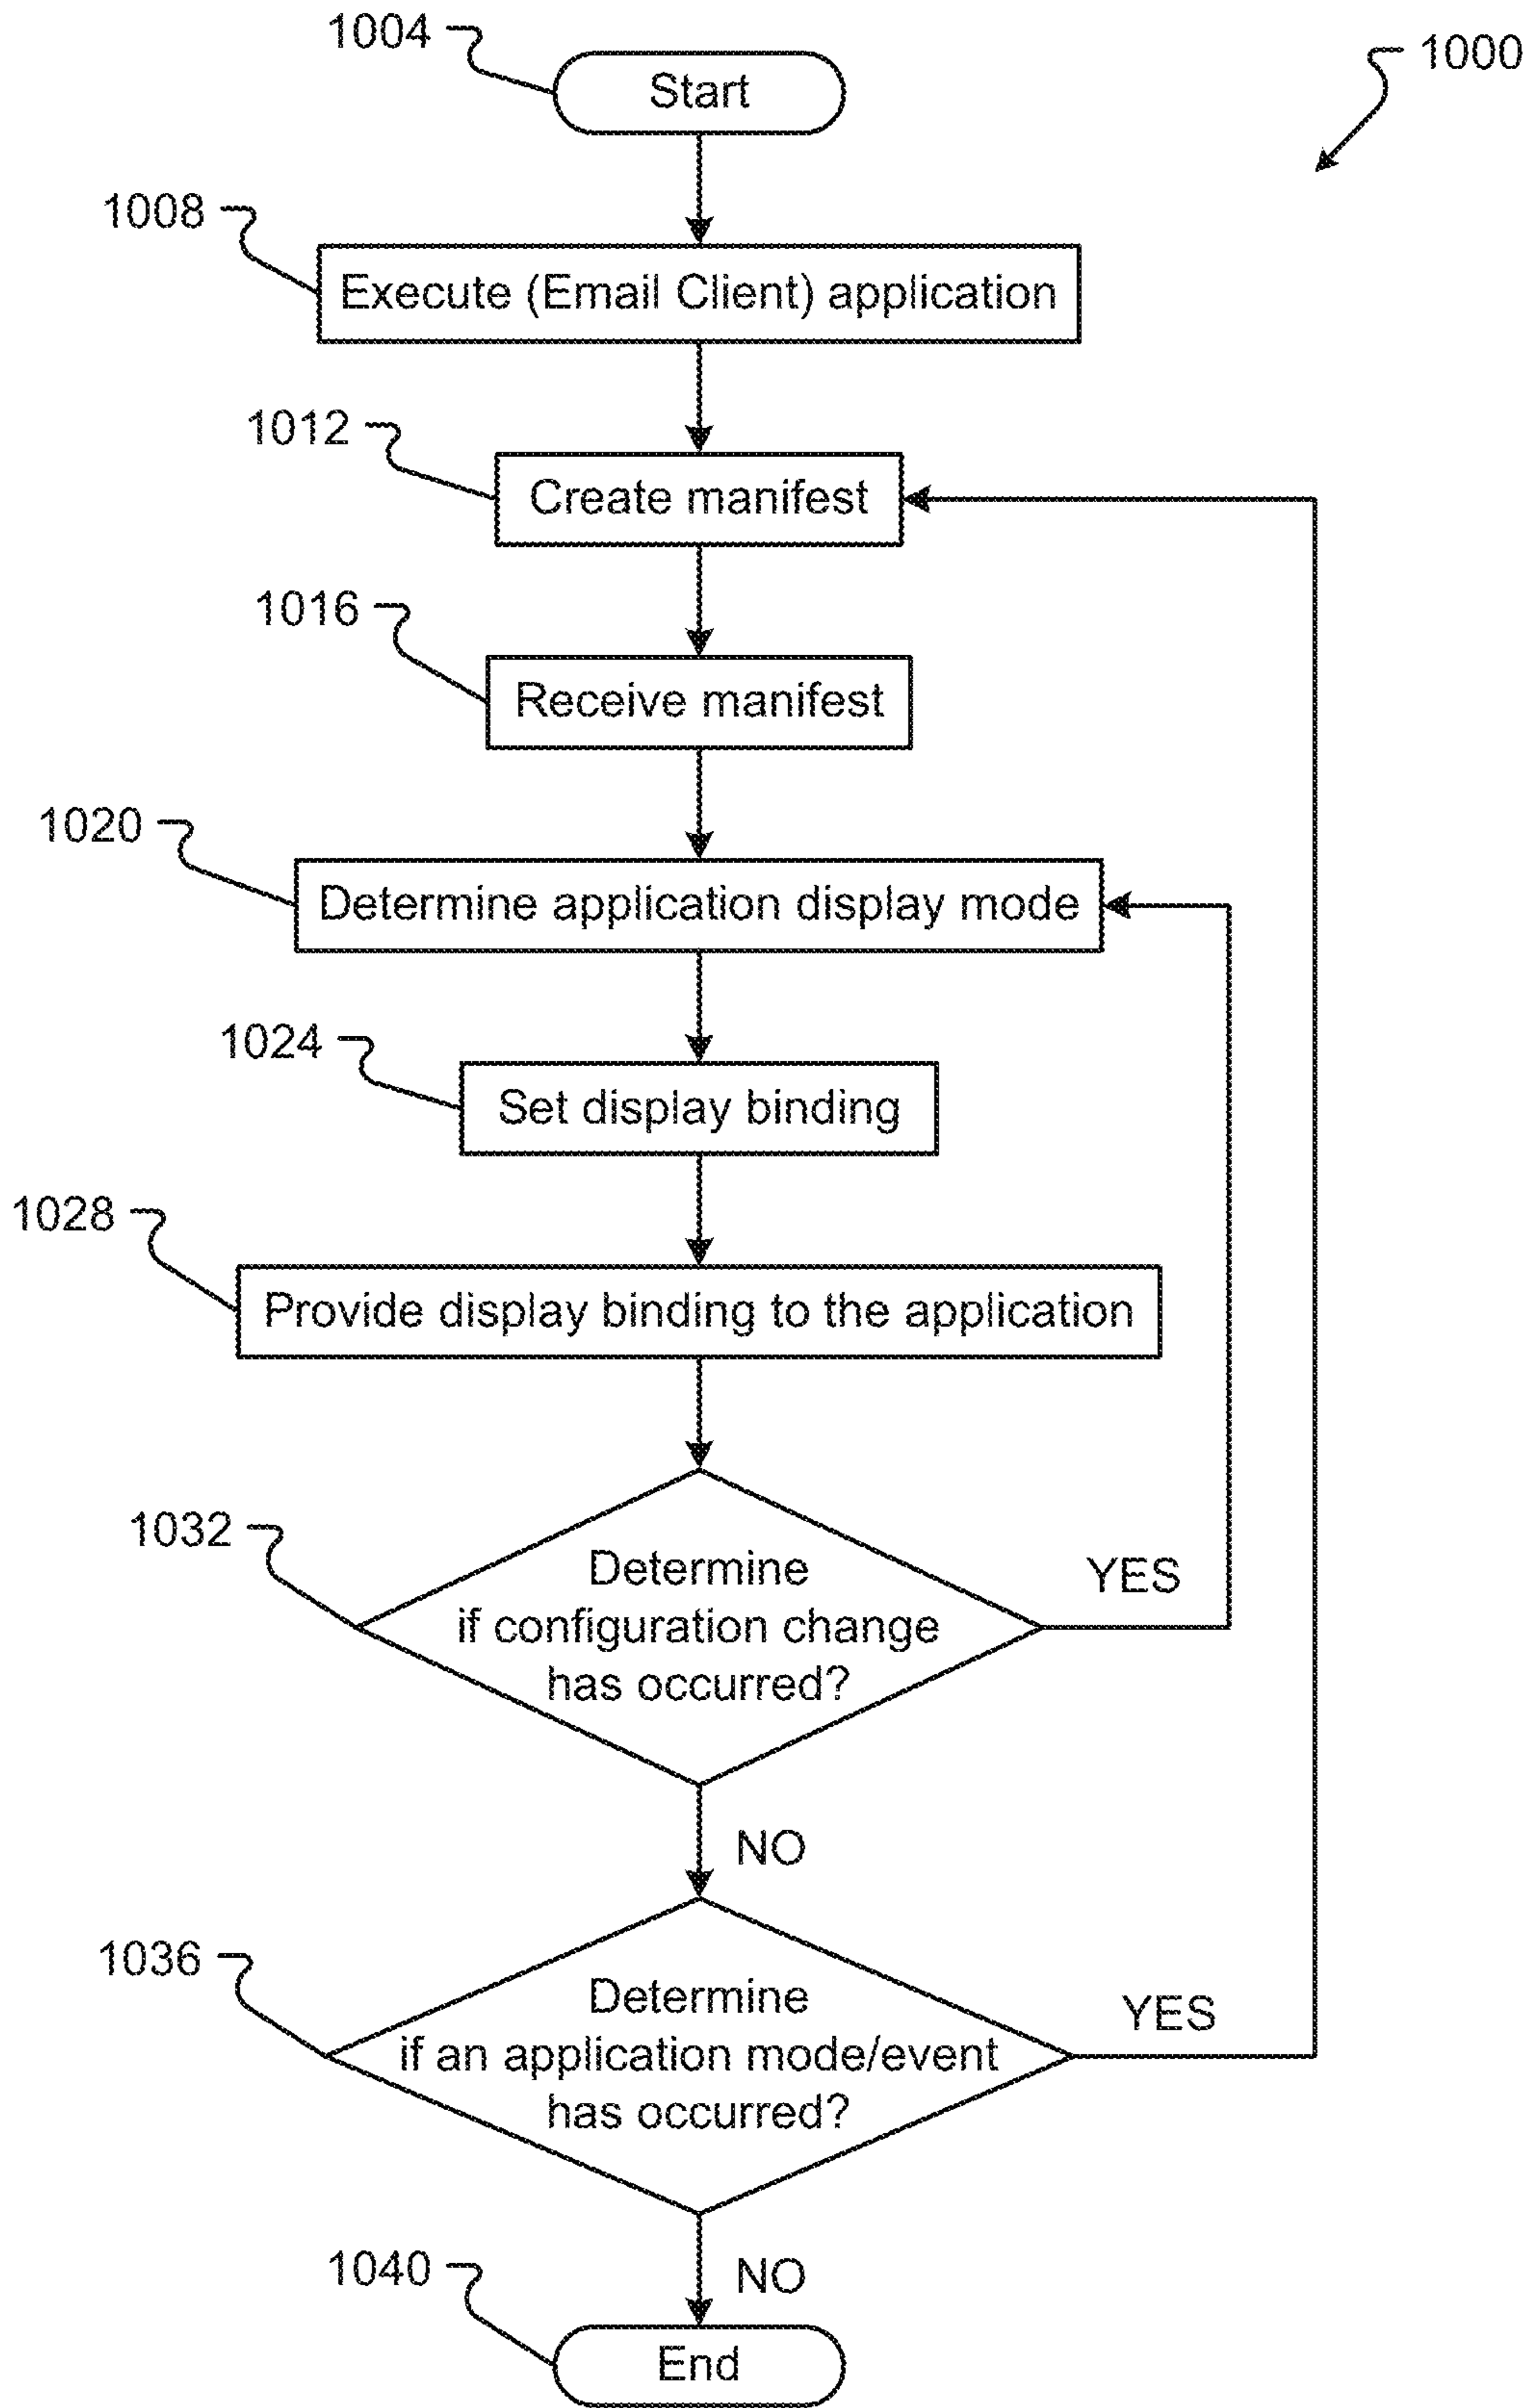 1004
Start
1000
1008
Execute (Email Client) application
1012
Create manifest
1016
Receive manifest
1020
Determine application display mode
1024
Set display binding
1028
Provide display binding to the application
1032
Determine
if configuration change
has occurred?
YES
NO
1036
Determine
if an application mode/event
has occurred?
YES
NO
1040
End